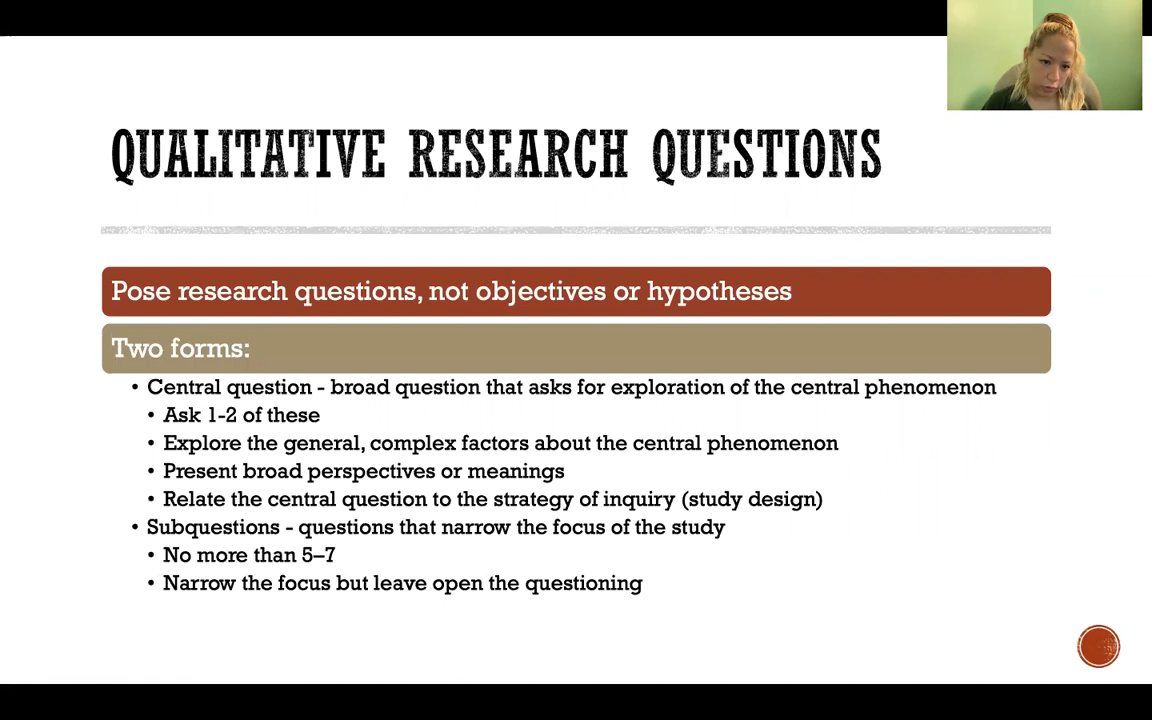 QUALITATIVE RESEARCH QUESTIONS
Pose research questions, not objectives or hypotheses
Two forms:
• Central question - broad question that asks for exploration of the central phenomenon
• Ask 1-2 of these
• Explore the general, complex factors about the central phenomenon
• Present broad perspectives or meanings
• Relate the central question to the strategy of inquiry (study design)
• Subquestions - questions that narrow the focus of the study
• No more than 5–7
• Narrow the focus but leave open the questioning